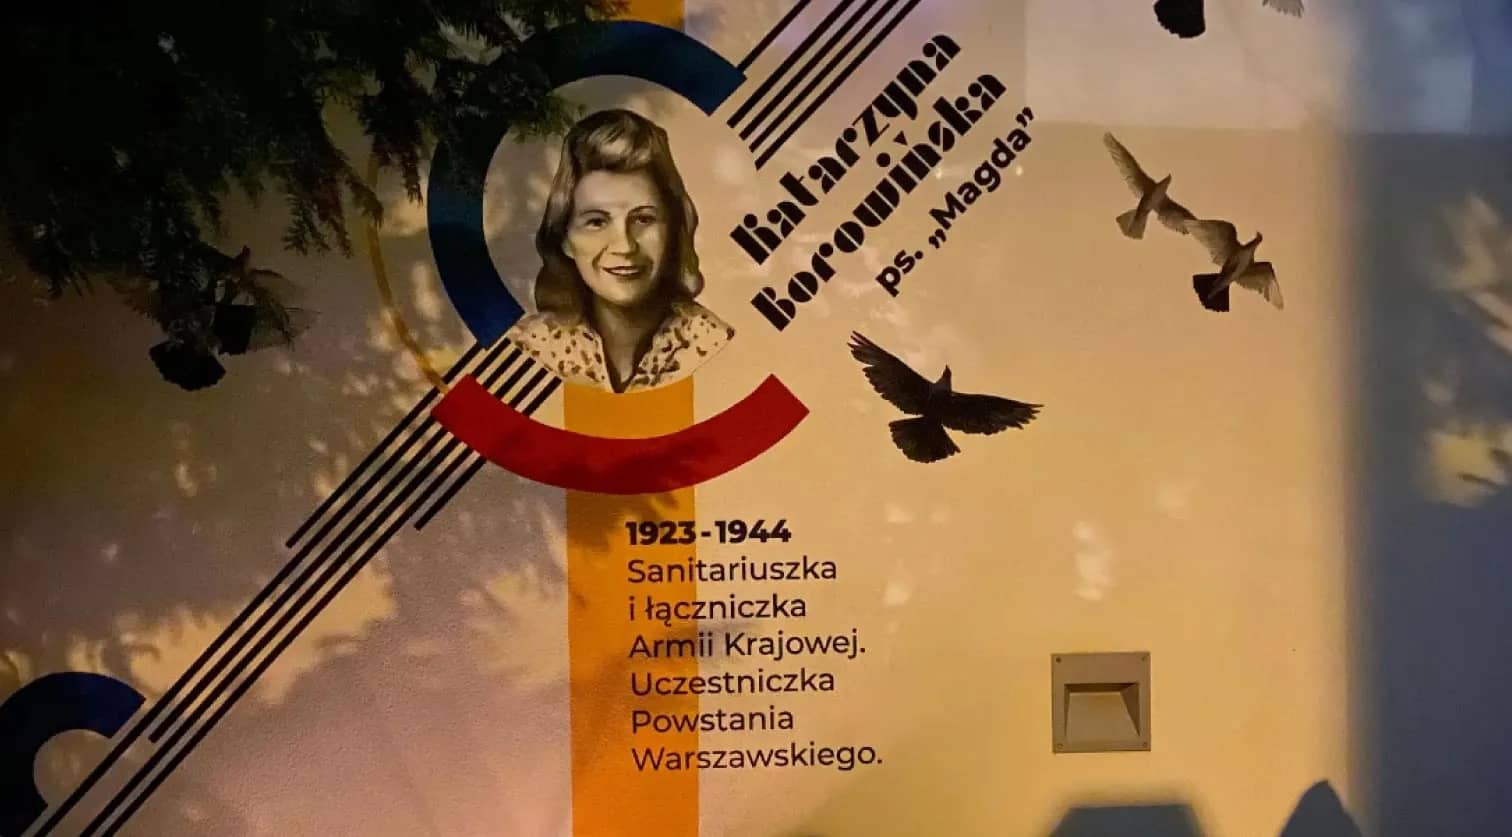 Katarzyna
Borowińska
ps. „Magda”
1923-1944
Sanitariuszka
i łączniczka
Armii Krajowej.
Uczestniczka
Powstania
Warszawskiego.